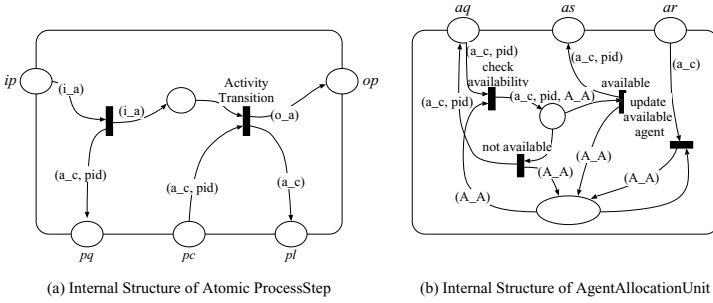 aq as ar
ip
op
(i_a)
(i_a)
Activity
Transition
(o_a)
(a_c, pid)
(a_c, pid)
(a_c)
pq pc pl
(a_c, pid)
check
availability
(a_c, pid)
(a_c)
(a_c, pid)
(a_c, pid, A_A)
available
update
available
agent
not available
(A_A)
(A_A)
(A_A)
(A_A)
(A_A)
(a) Internal Structure of Atomic ProcessStep
(b) Internal Structure of AgentAllocationUnit